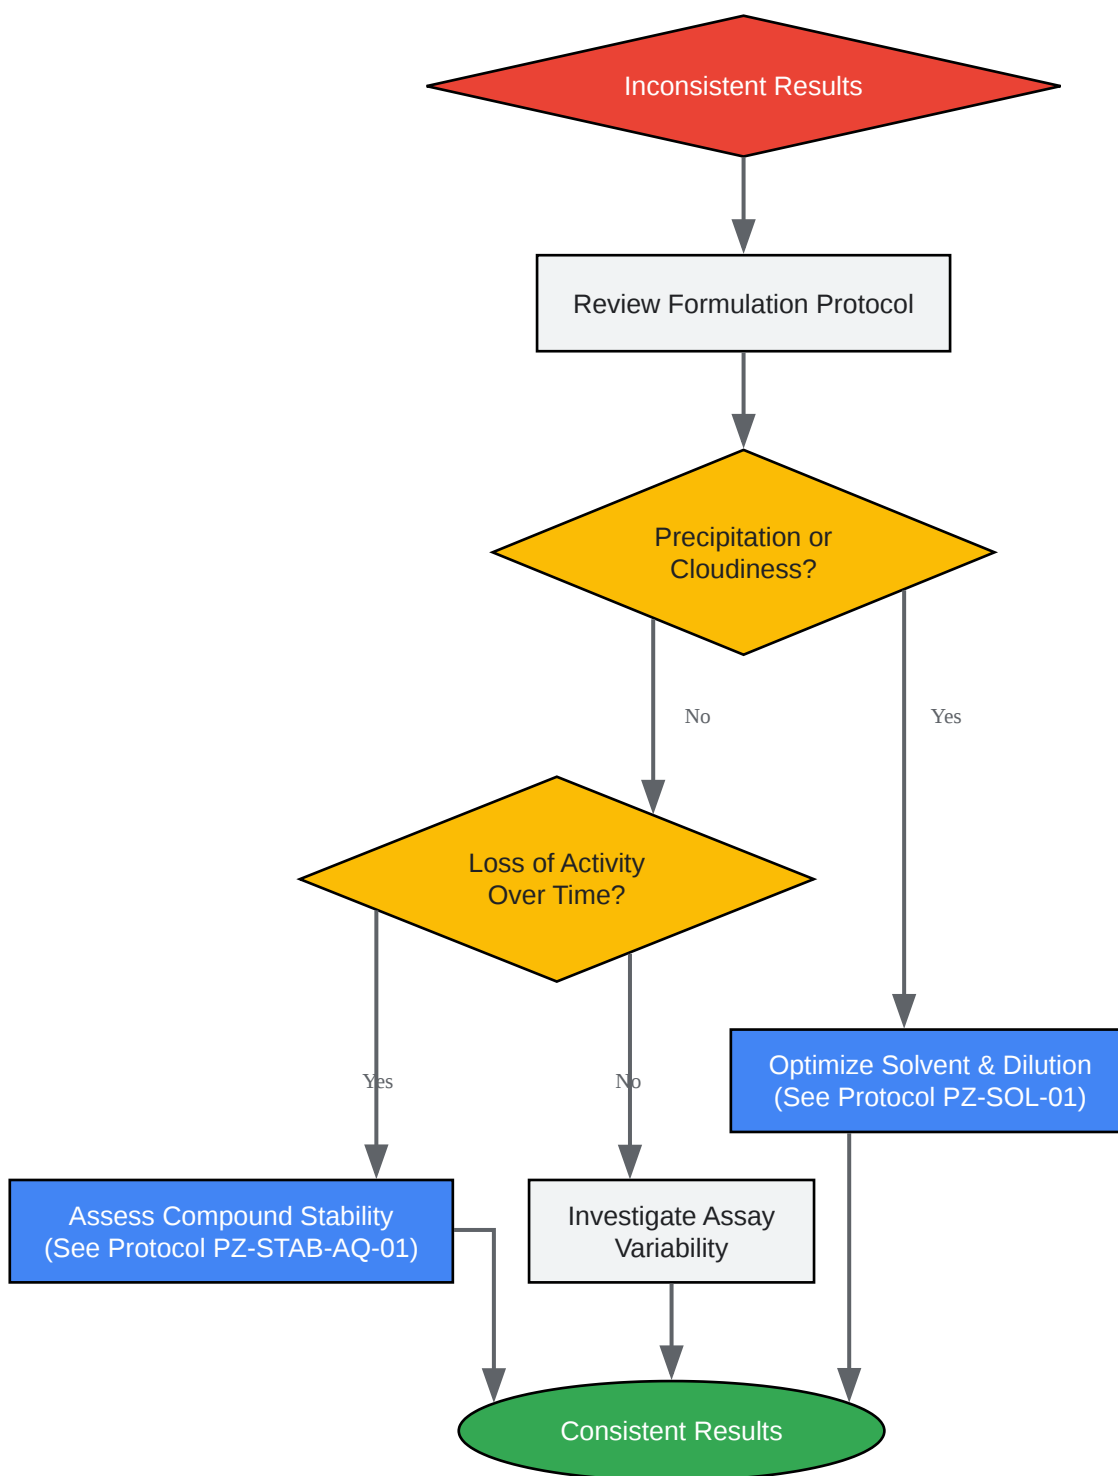 Inconsistent Results
Review Formulation Protocol
Precipitation or
Cloudiness?
No
Yes
Loss of Activity
Over Time?
Optimize Solvent & Dilution
(See Protocol PZ-SOL-01)
Yes
No
Assess Compound Stability
(See Protocol PZ-STAB-AQ-01)
Investigate Assay
Variability
Consistent Results